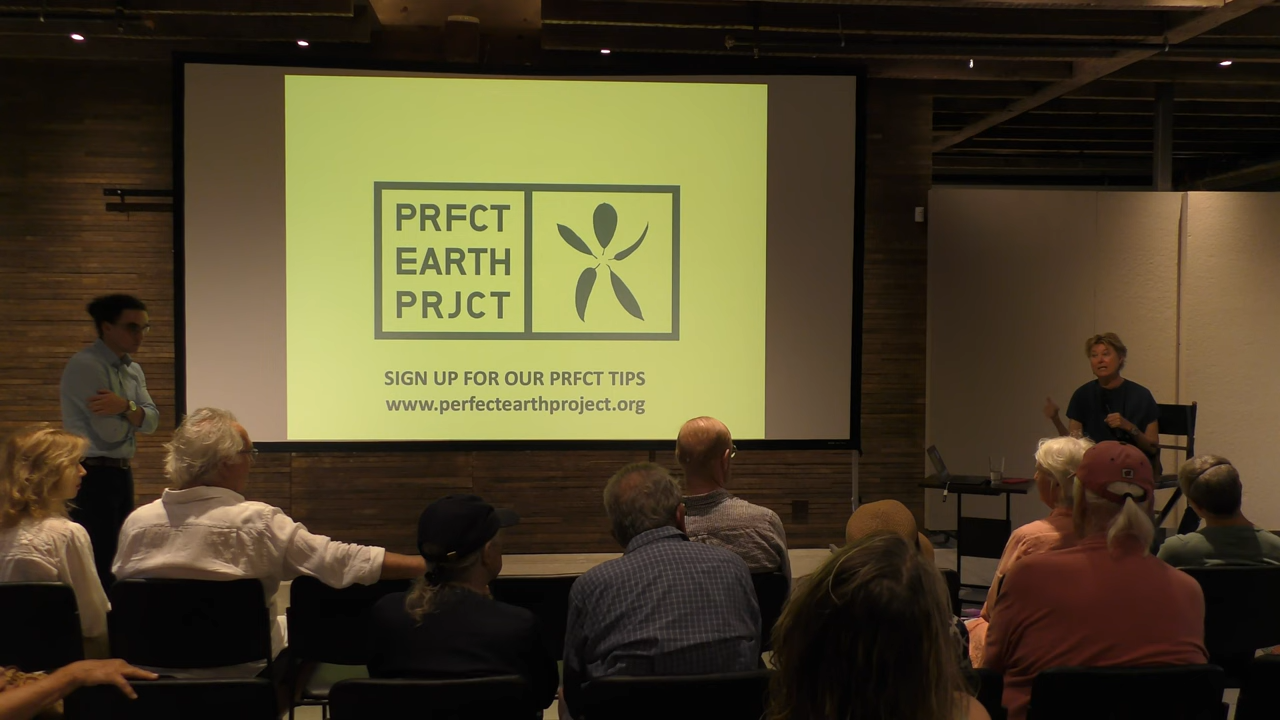 PRFCT
EARTH
PRJCT
SIGN UP FOR OUR PRFCT TIPS
www.perfectearthproject.org